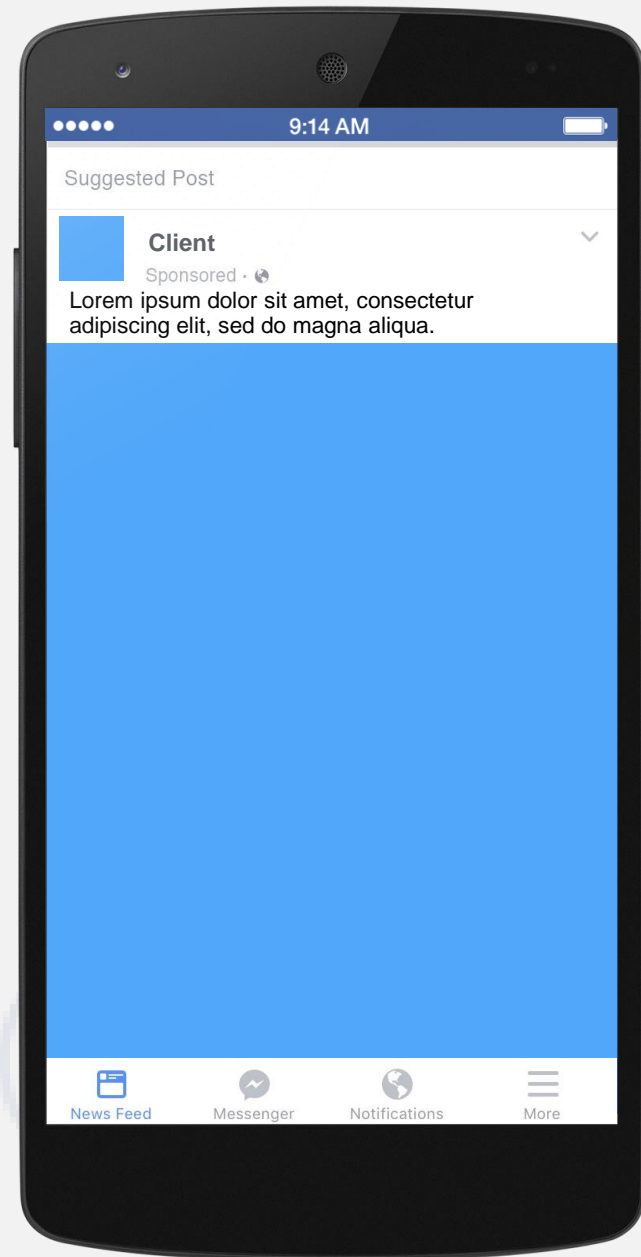 9:14 AM
Suggested Post
Client
Sponsored ·
Lorem ipsum dolor sit amet, consectetur
adipiscing elit, sed do magna aliqua.
News Feed Messenger Notifications More